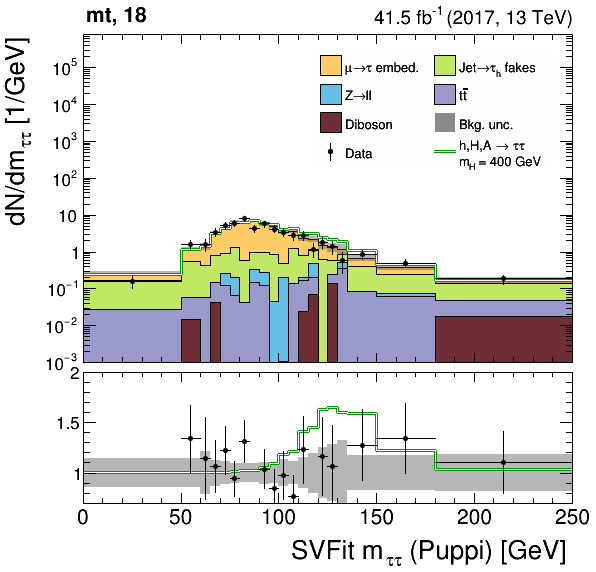 mt, 18
41.5 fb⁻¹ (2017, 13 TeV)
dN/dm_ττ [1/GeV]
μ→τ embed.
Jet→τ_h fakes
Z→ll
tt̄
Diboson
Bkg. unc.
Data
h,H,A → ττ
m_H = 400 GeV
10⁵
10⁴
10³
10²
10
1
10⁻¹
10⁻²
10⁻³
2
1.5
1
0 50 100 150 200 250
SVFit m_ττ (Puppi) [GeV]